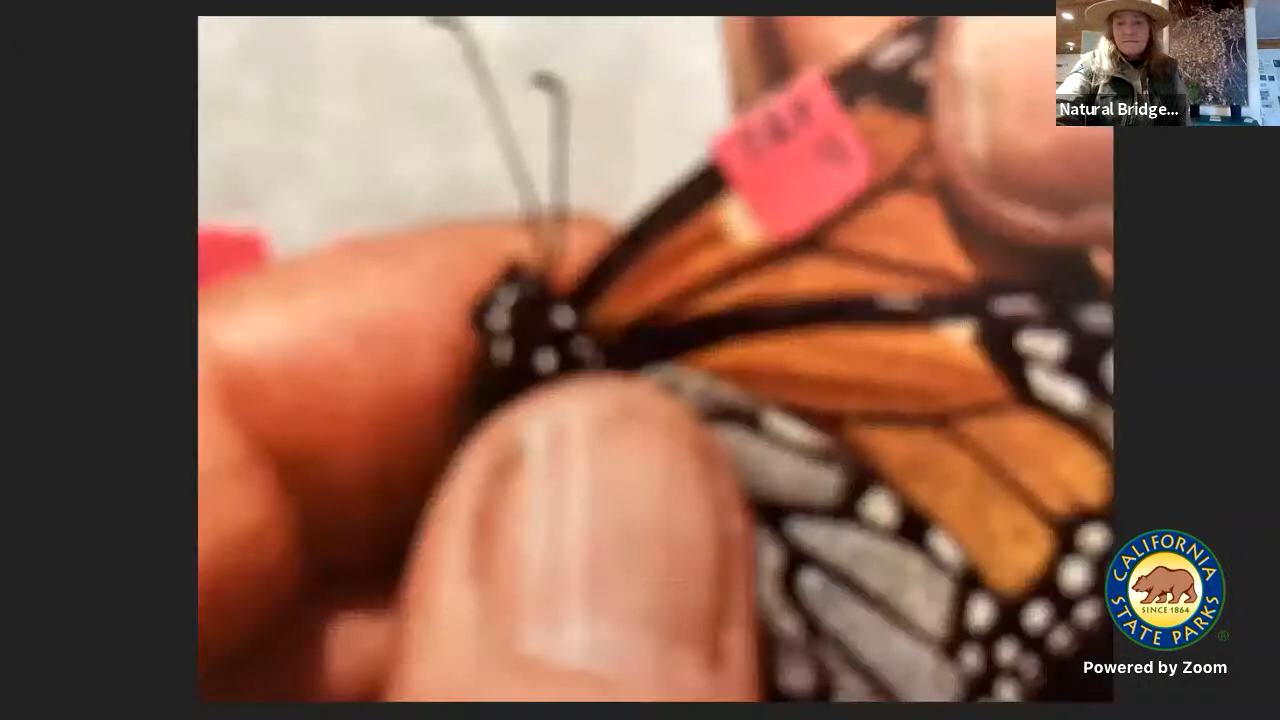 Natural Bridge...
CALIFORNIA
STATE PARKS
SINCE 1864
®
Powered by Zoom